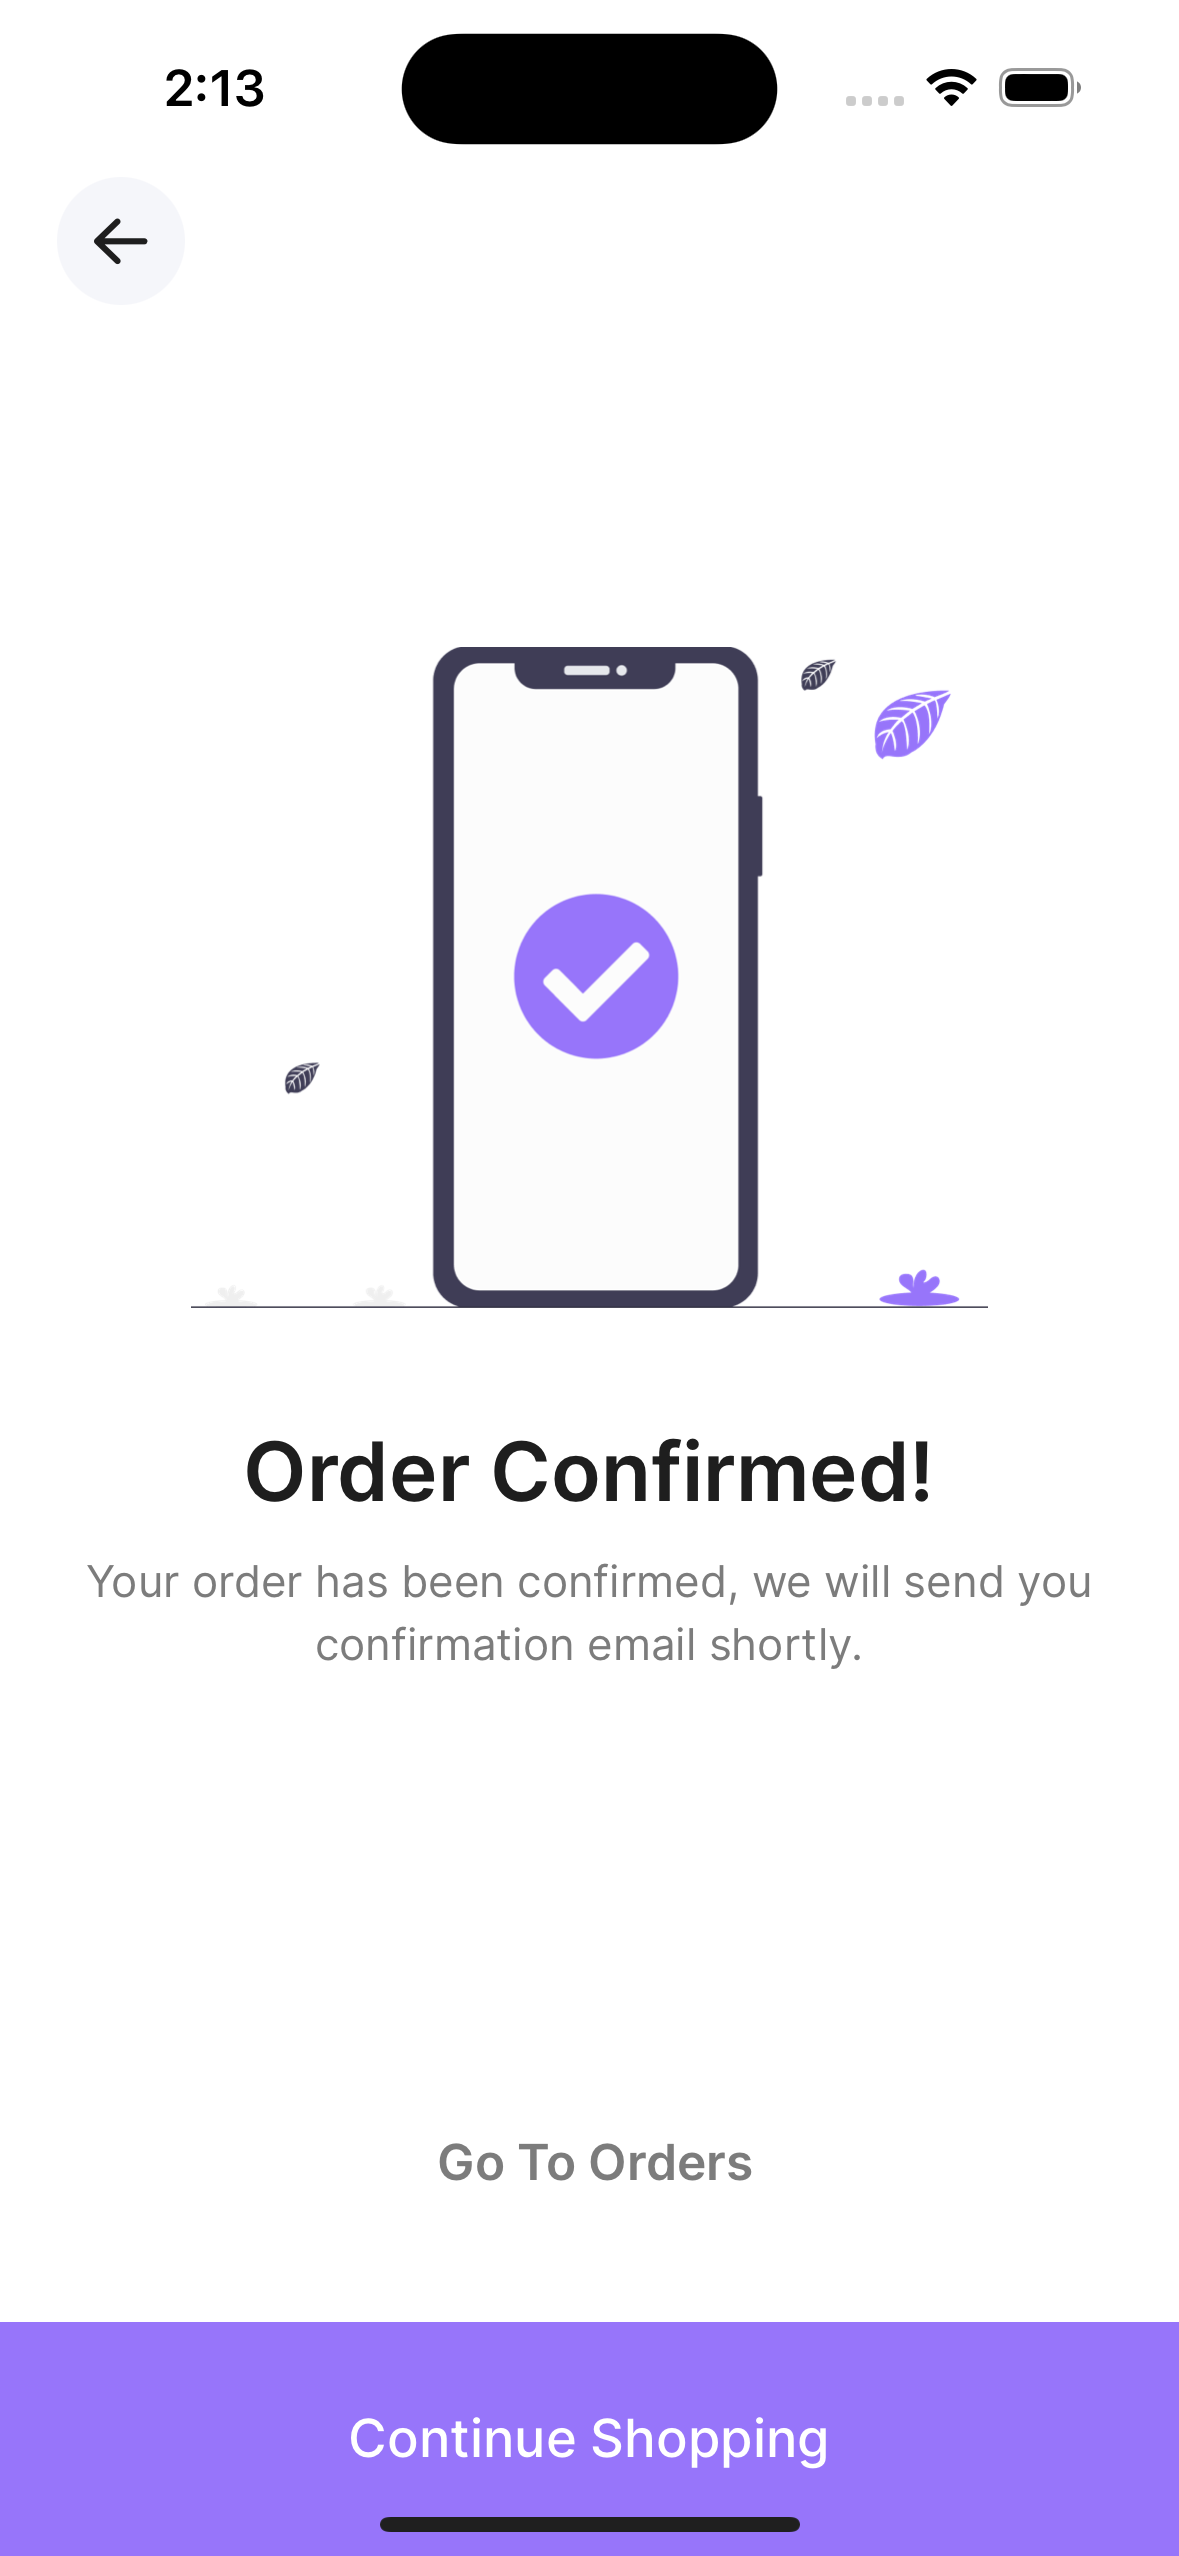 2:13
Order Confirmed!
Your order has been confirmed, we will send you
confirmation email shortly.
Go To Orders
Continue Shopping